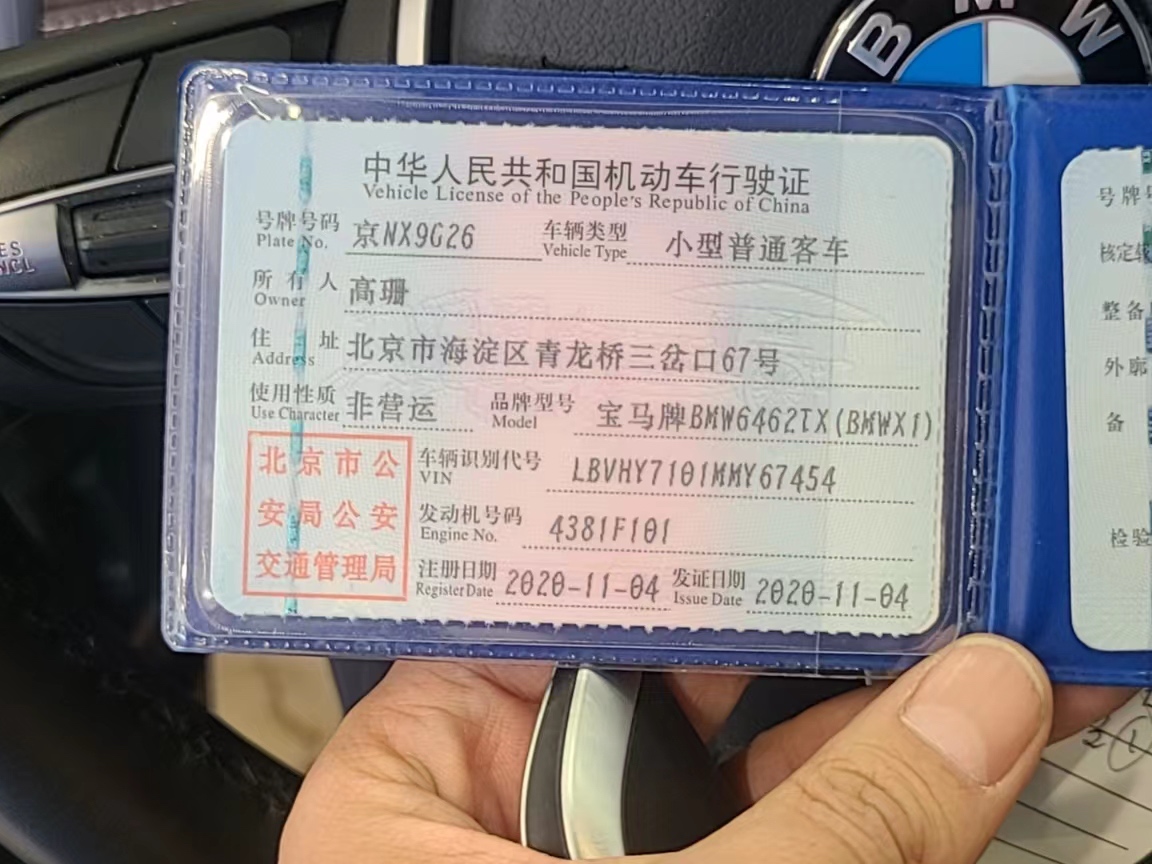 BMW
ES
NCL
中华人民共和国机动车行驶证
Vehicle License of the People's Republic of China
号牌号码 京NX9G26 车辆类型 小型普通客车
Plate No. Vehicle Type
所有人 高珊
Owner
住址 北京市海淀区青龙桥三岔口67号
Address
使用性质 非营运 品牌型号 宝马牌BMW6462TX(BMWX1)
Use Character Model
北京市公
安局公安
交通管理局
车辆识别代号 LBVHY7101MMY67454
VIN
发动机号码 4381F101
Engine No.
注册日期 2020-11-04 发证日期 2020-11-04
Register Date Issue Date
号牌号
核定载
整备
外廓
备
检验
2 1